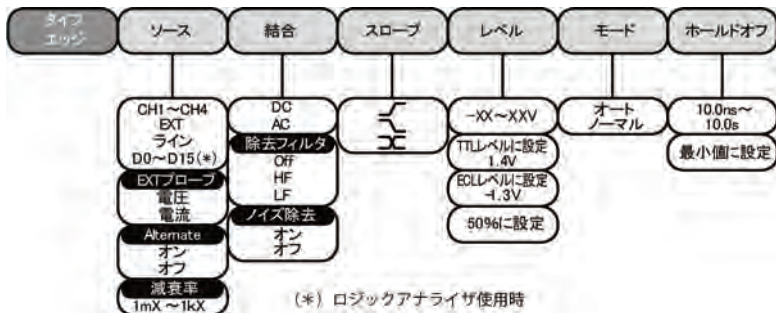 タイプ
エッジ
ソース
結合
スロープ
レベル
モード
ホールドオフ
CH1～CH4
EXT
ライン
D0～D15(*)
EXTプローブ
電圧
電流
Alternate
オン
オフ
減衰率
1mX～1kX
DC
AC
除去フィルタ
Off
HF
LF
ノイズ除去
オン
オフ
-XX～XXV
TTLレベルに設定
1.4V
ECLレベルに設定
-1.3V
50%に設定
オート
ノーマル
10.0ns～
10.0s
最小値に設定
(*) ロジックアナライザ使用時